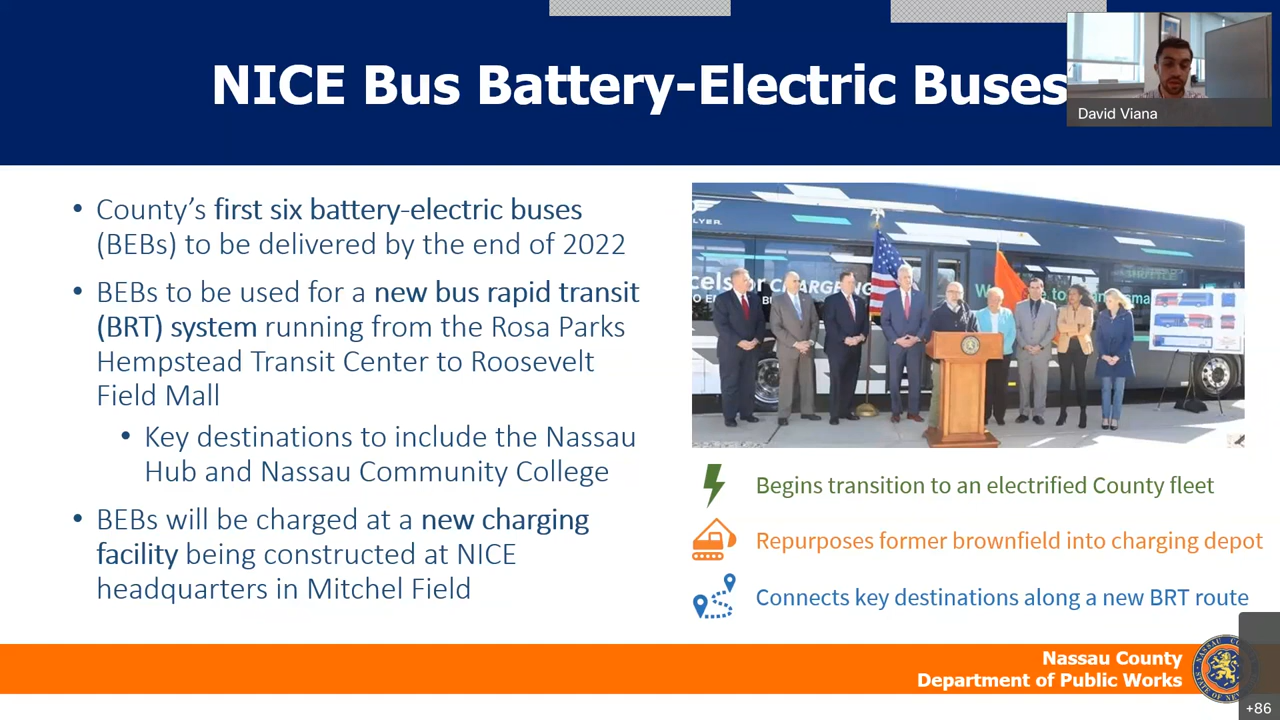 NICE Bus Battery-Electric Buses
David Viana
• County’s first six battery-electric buses
(BEBs) to be delivered by the end of 2022
• BEBs to be used for a new bus rapid transit
(BRT) system running from the Rosa Parks
Hempstead Transit Center to Roosevelt
Field Mall
• Key destinations to include the Nassau
Hub and Nassau Community College
• BEBs will be charged at a new charging
facility being constructed at NICE
headquarters in Mitchel Field
CHARGING
Begins transition to an electrified County fleet
Repurposes former brownfield into charging depot
Connects key destinations along a new BRT route
Nassau County
Department of Public Works
+86